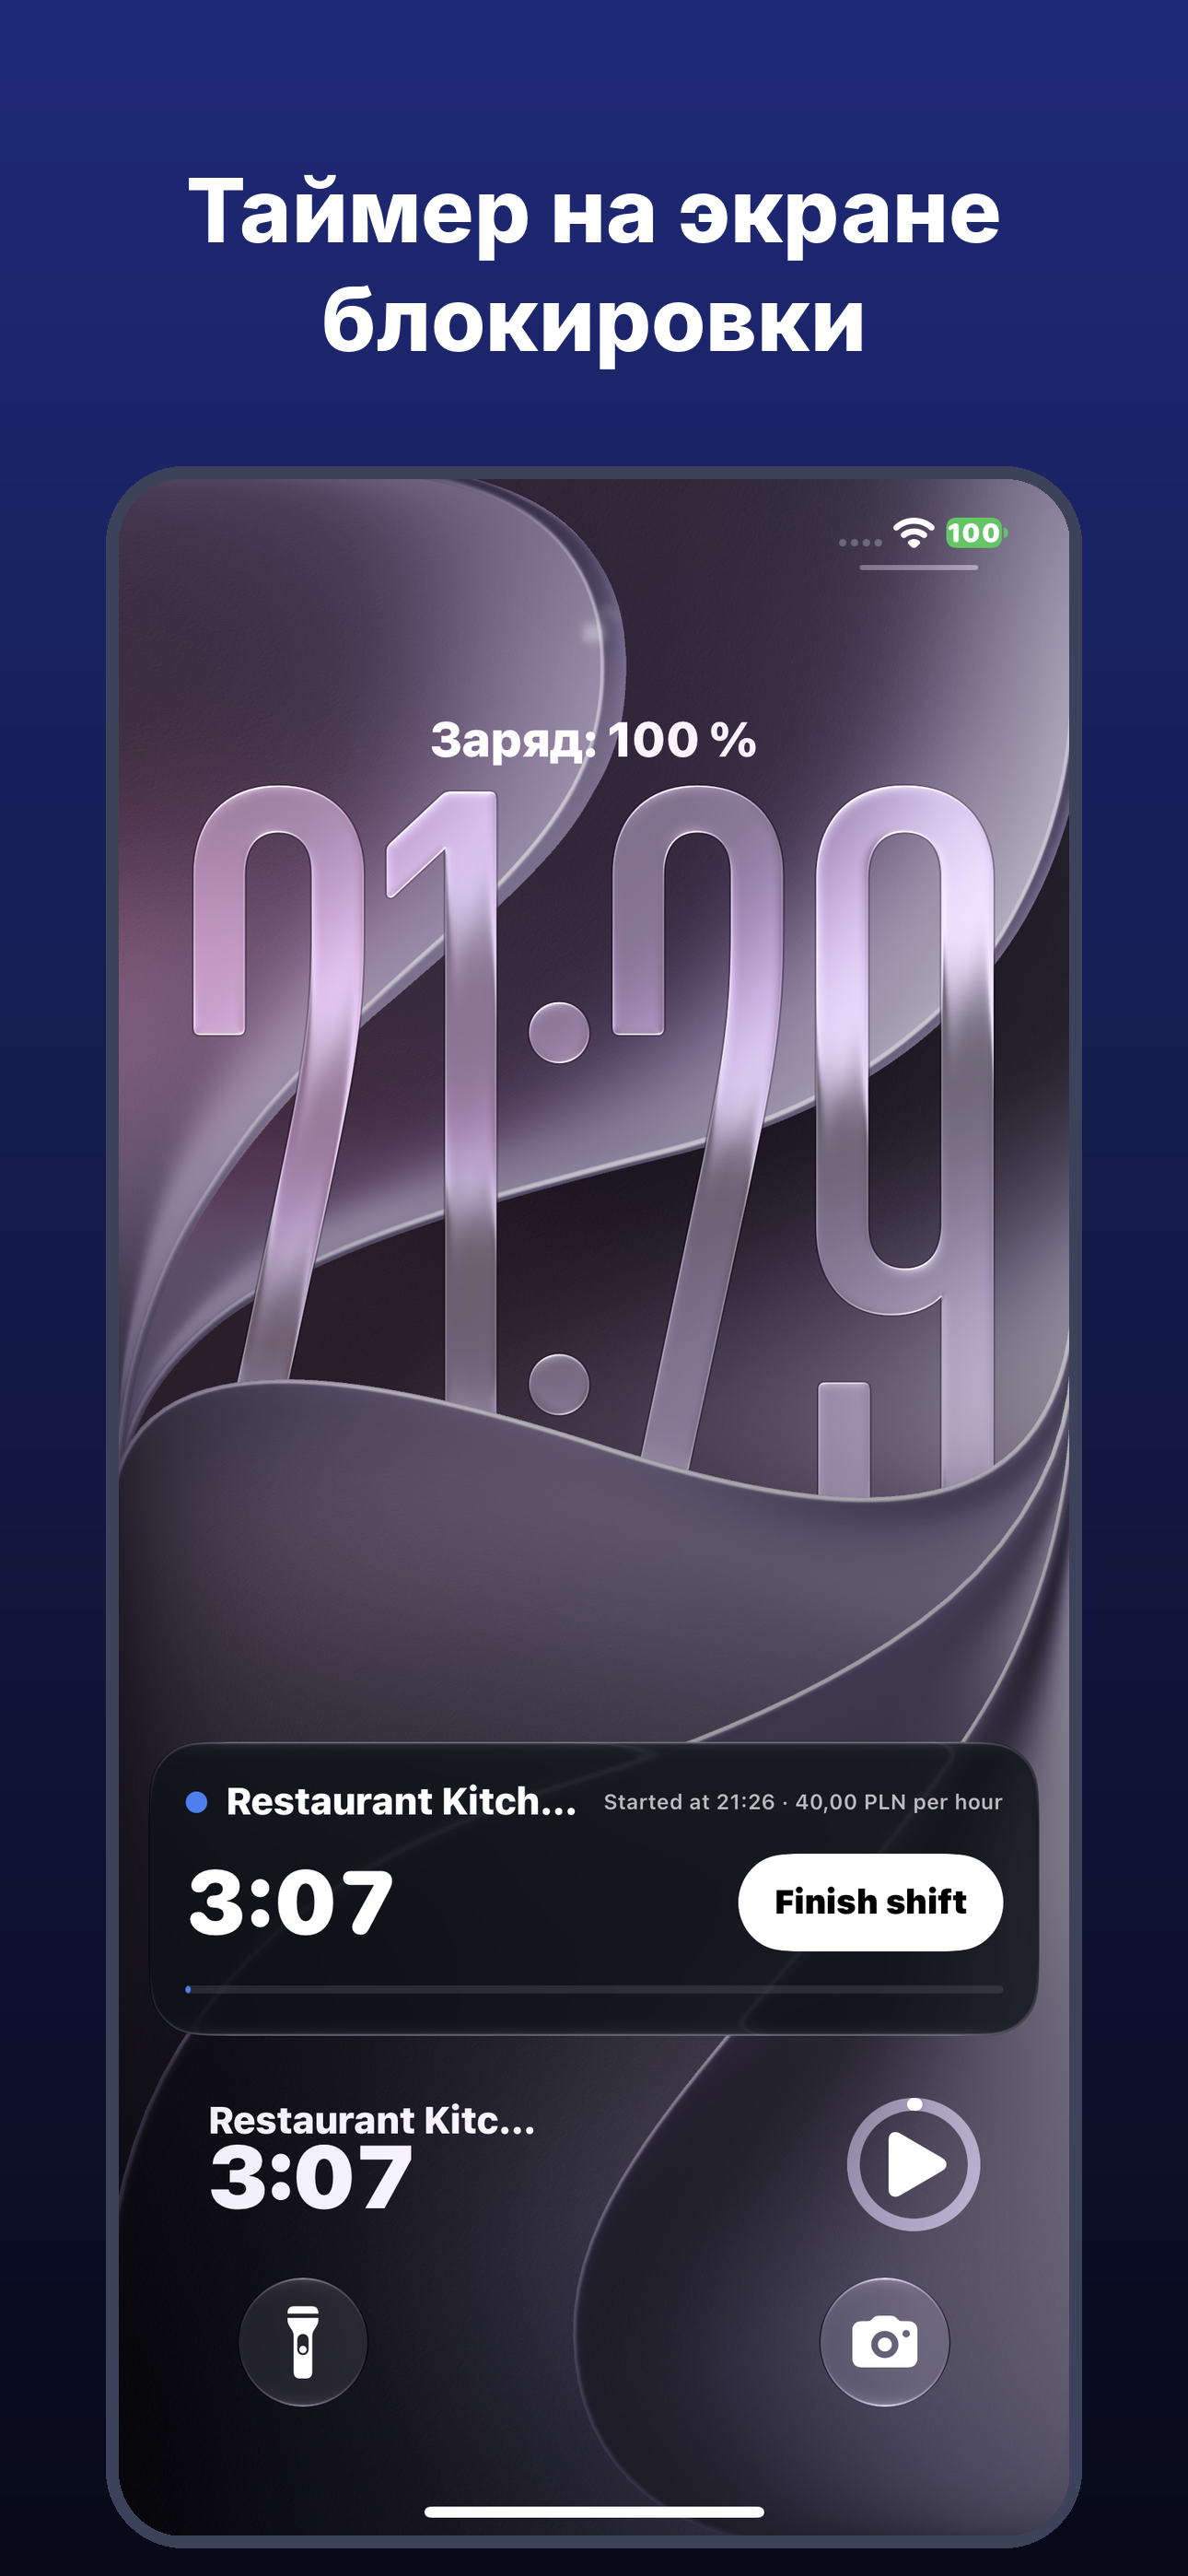 Таймер на экране
блокировки
100
Заряд: 100 %
21:29
Restaurant Kitch... Started at 21:26 · 40,00 PLN per hour
3:07 Finish shift
Restaurant Kitc...
3:07